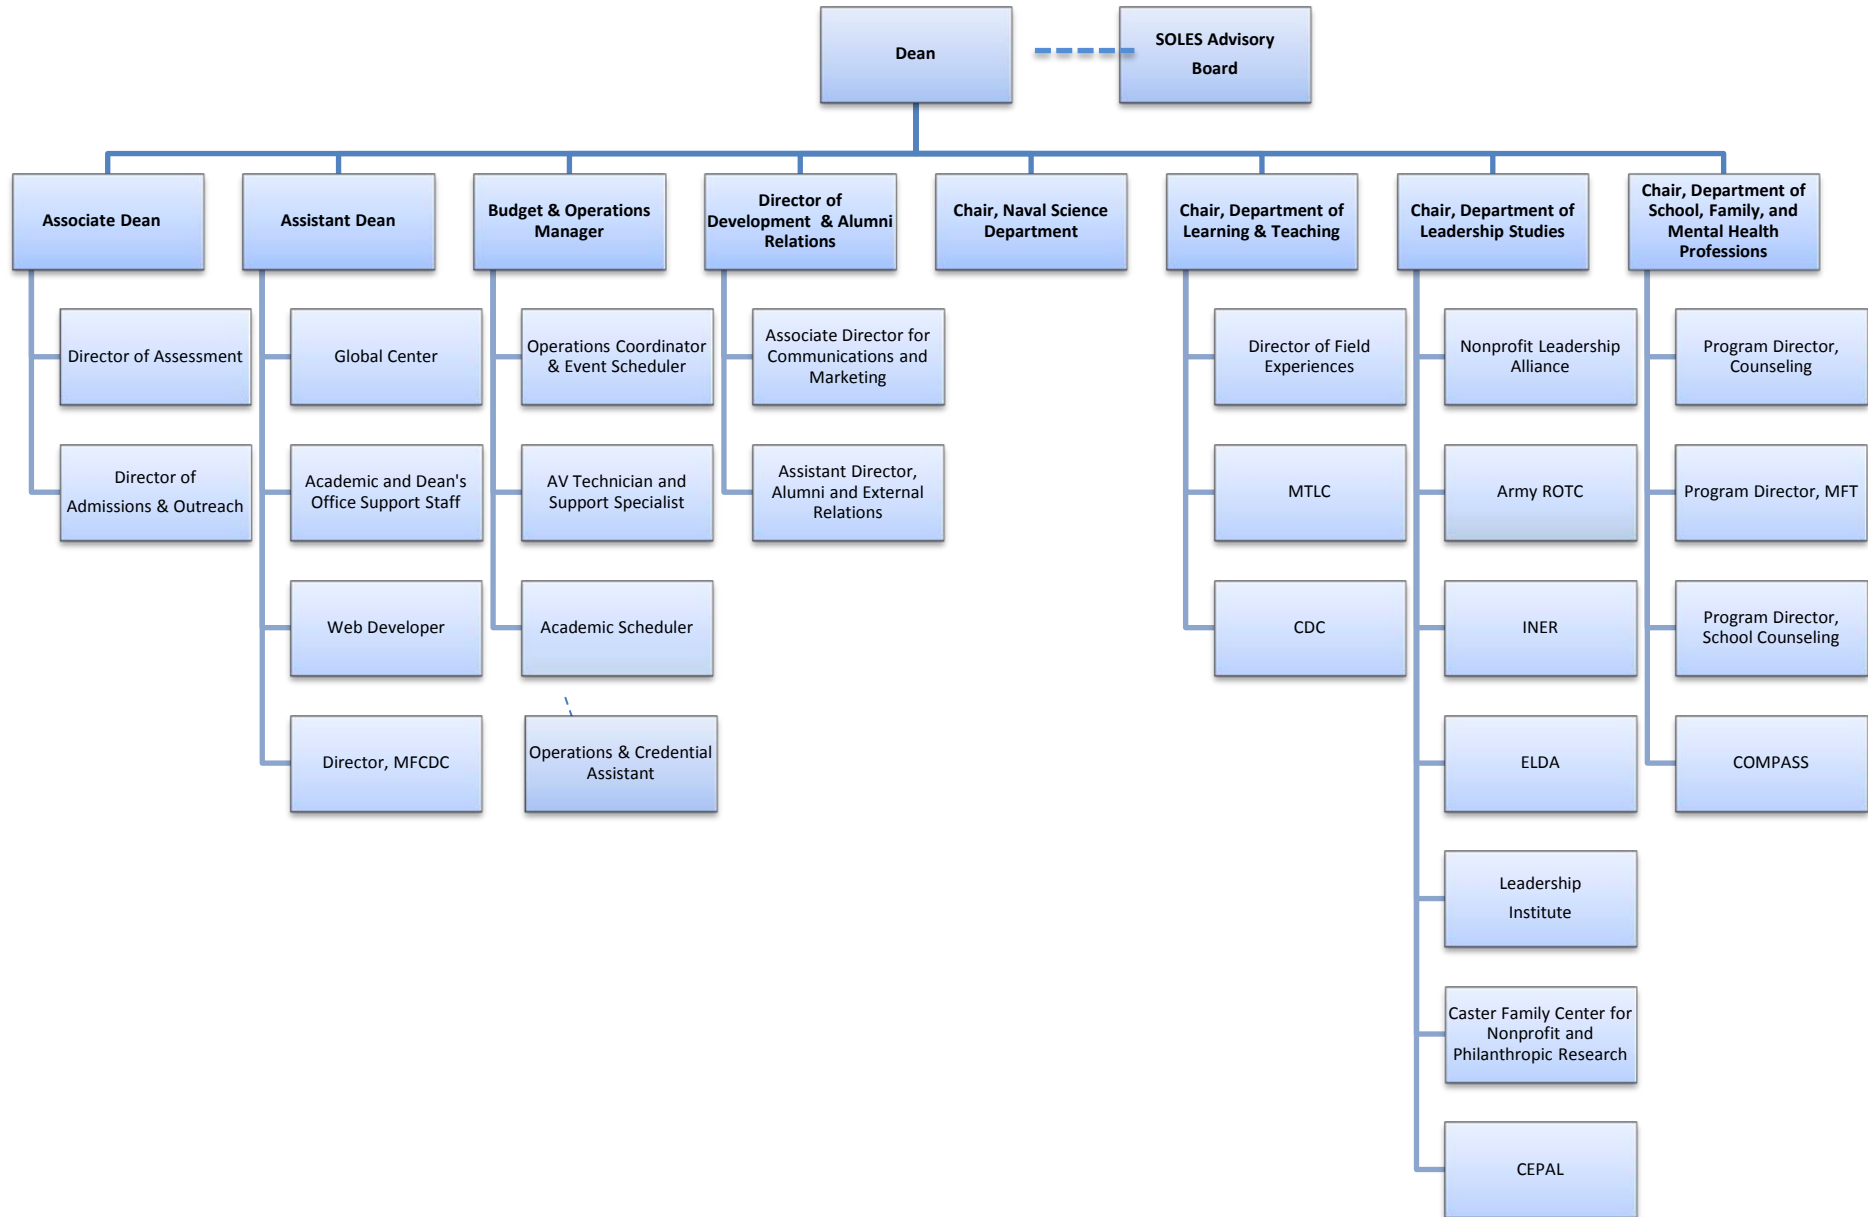 Dean
SOLES Advisory
Board
Associate Dean
Assistant Dean
Budget & Operations
Manager
Director of
Development & Alumni
Relations
Chair, Naval Science
Department
Chair, Department of
Learning & Teaching
Chair, Department of
Leadership Studies
Chair, Department of
School, Family, and
Mental Health
Professions
Director of Assessment
Director of
Admissions & Outreach
Global Center
Academic and Dean's
Office Support Staff
Web Developer
Director, MFCDC
Operations Coordinator
& Event Scheduler
AV Technician and
Support Specialist
Academic Scheduler
Operations & Credential
Assistant
Associate Director for
Communications and
Marketing
Assistant Director,
Alumni and External
Relations
Director of Field
Experiences
MTLC
CDC
Nonprofit Leadership
Alliance
Army ROTC
INER
ELDA
Leadership
Institute
Caster Family Center for
Nonprofit and
Philanthropic Research
CEPAL
Program Director,
Counseling
Program Director, MFT
Program Director,
School Counseling
COMPASS